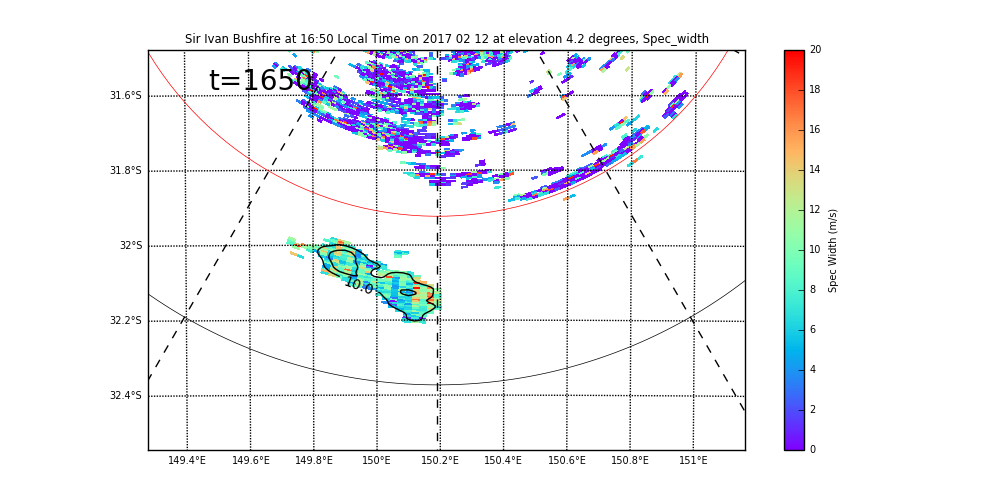 Sir Ivan Bushfire at 16:50 Local Time on 2017 02 12 at elevation 4.2 degrees, Spec_width
t=1650
31.6°S
31.8°S
32°S
32.2°S
32.4°S
10.0
149.4°E 149.6°E 149.8°E 150°E 150.2°E 150.4°E 150.6°E 150.8°E 151°E
20
18
16
14
12
10
8
6
4
2
0
Spec Width (m/s)